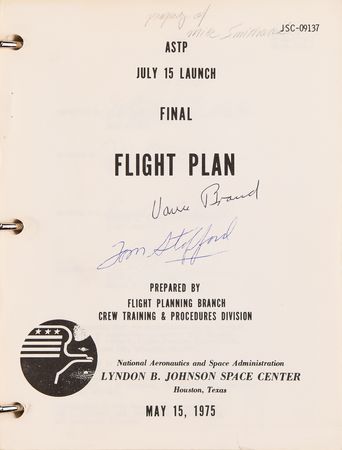 property of
Mike
JSC-09137
ASTP
JULY 15 LAUNCH
FINAL
FLIGHT PLAN
Vance Brand
Tom Stafford
PREPARED BY
FLIGHT PLANNING BRANCH
CREW TRAINING & PROCEDURES DIVISION
National Aeronautics and Space Administration
LYNDON B. JOHNSON SPACE CENTER
Houston, Texas
MAY 15, 1975